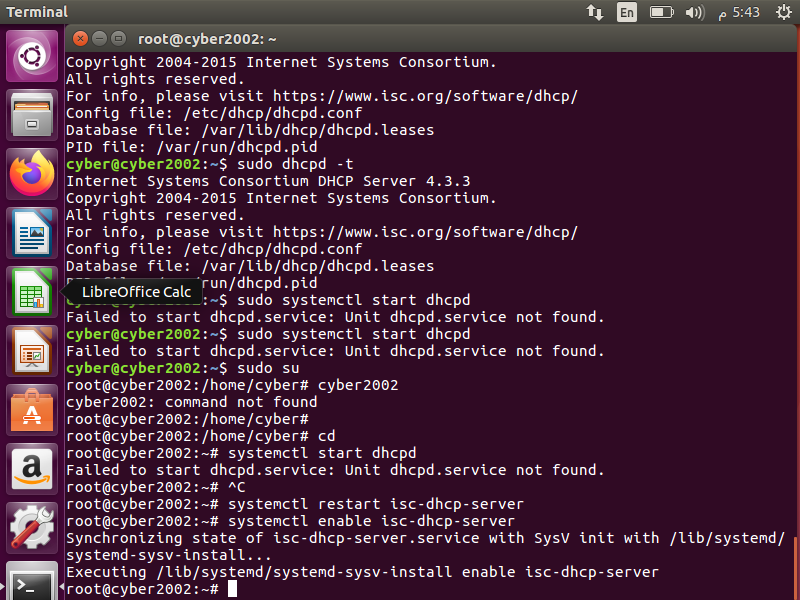 Terminal
En
م 5:43
root@cyber2002: ~
Copyright 2004-2015 Internet Systems Consortium.
All rights reserved.
For info, please visit https://www.isc.org/software/dhcp/
Config file: /etc/dhcp/dhcpd.conf
Database file: /var/lib/dhcp/dhcpd.leases
PID file: /var/run/dhcpd.pid
cyber@cyber2002:~$ sudo dhcpd -t
Internet Systems Consortium DHCP Server 4.3.3
Copyright 2004-2015 Internet Systems Consortium.
All rights reserved.
For info, please visit https://www.isc.org/software/dhcp/
Config file: /etc/dhcp/dhcpd.conf
Database file: /var/lib/dhcp/dhcpd.leases
PID file: /var/run/dhcpd.pid
LibreOffice Calc
cyber@cyber2002:~$ sudo systemctl start dhcpd
Failed to start dhcpd.service: Unit dhcpd.service not found.
cyber@cyber2002:~$ sudo systemctl start dhcpd
Failed to start dhcpd.service: Unit dhcpd.service not found.
cyber@cyber2002:~$ sudo su
root@cyber2002:/home/cyber# cyber2002
cyber2002: command not found
root@cyber2002:/home/cyber#
root@cyber2002:/home/cyber# cd
root@cyber2002:~# systemctl start dhcpd
Failed to start dhcpd.service: Unit dhcpd.service not found.
root@cyber2002:~# ^C
root@cyber2002:~# systemctl restart isc-dhcp-server
root@cyber2002:~# systemctl enable isc-dhcp-server
Synchronizing state of isc-dhcp-server.service with SysV init with /lib/systemd/
systemd-sysv-install...
Executing /lib/systemd/systemd-sysv-install enable isc-dhcp-server
root@cyber2002:~#